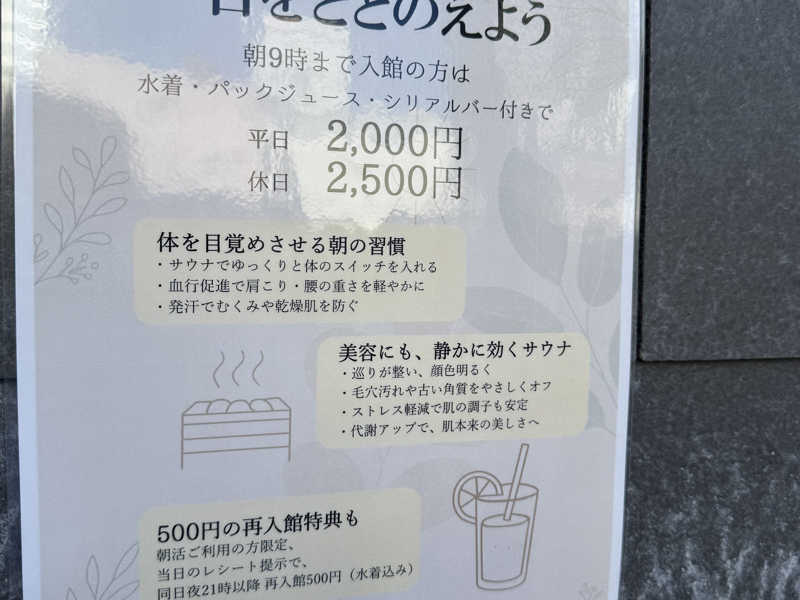 をととのえよう
朝9時まで入館の方は
水着・パックジュース・シリアルバー付きで
平日 2,000円
休日 2,500円
体を目覚めさせる朝の習慣
・サウナでゆっくりと体のスイッチを入れる
・血行促進で肩こり・腰の重さを軽やかに
・発汗でむくみや乾燥肌を防ぐ
美容にも、静かに効くサウナ
・巡りが整い、顔色明るく
・毛穴汚れや古い角質をやさしくオフ
・ストレス軽減で肌の調子も安定
・代謝アップで、肌本来の美しさへ
500円の再入館特典も
朝活ご利用の方限定、
当日のレシート提示で、
同日夜21時以降 再入館500円（水着込み）